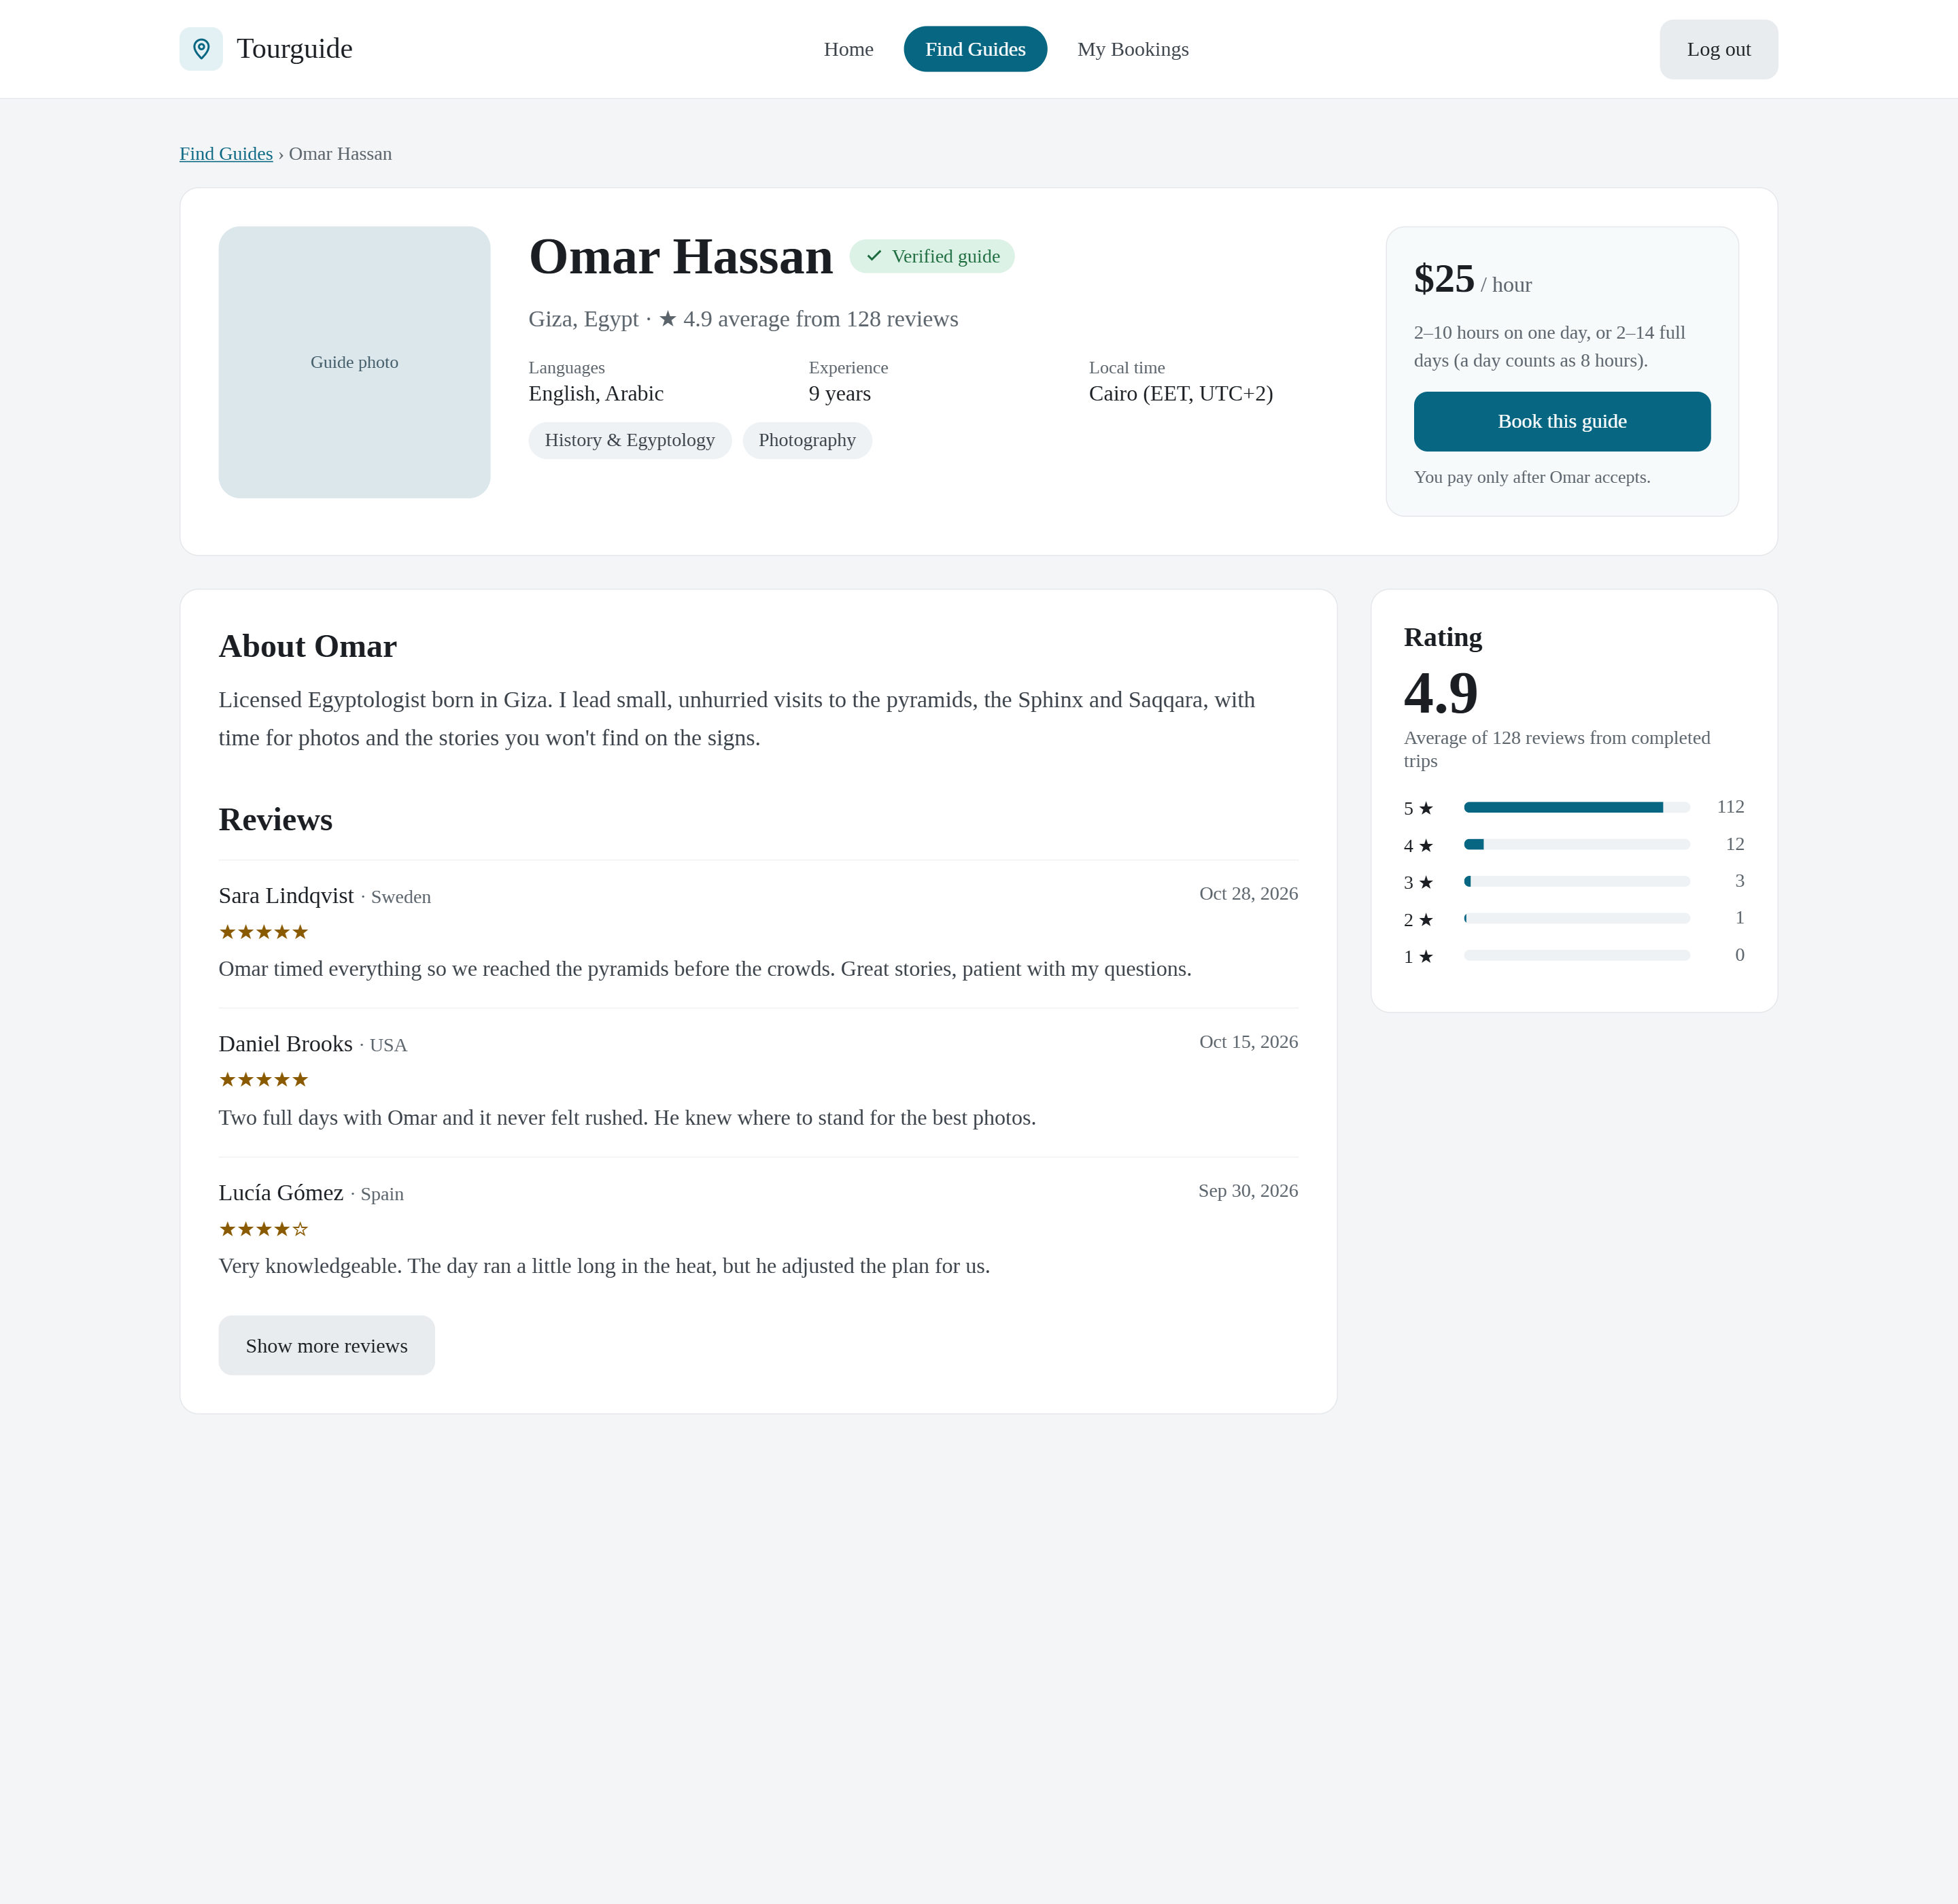 Tourguide
Home
Find Guides
My Bookings
Log out
Find Guides › Omar Hassan
Guide photo
Omar Hassan
Verified guide
Giza, Egypt · ★ 4.9 average from 128 reviews
Languages
English, Arabic
Experience
9 years
Local time
Cairo (EET, UTC+2)
History & Egyptology
Photography
$25 / hour
2–10 hours on one day, or 2–14 full
days (a day counts as 8 hours).
Book this guide
You pay only after Omar accepts.
About Omar
Licensed Egyptologist born in Giza. I lead small, unhurried visits to the pyramids, the Sphinx and Saqqara, with
time for photos and the stories you won't find on the signs.
Reviews
Sara Lindqvist · Sweden
Oct 28, 2026
★★★★★
Omar timed everything so we reached the pyramids before the crowds. Great stories, patient with my questions.
Daniel Brooks · USA
Oct 15, 2026
★★★★★
Two full days with Omar and it never felt rushed. He knew where to stand for the best photos.
Lucía Gómez · Spain
Sep 30, 2026
★★★★☆
Very knowledgeable. The day ran a little long in the heat, but he adjusted the plan for us.
Show more reviews
Rating
4.9
Average of 128 reviews from completed
trips
5 ★ 112
4 ★ 12
3 ★ 3
2 ★ 1
1 ★ 0